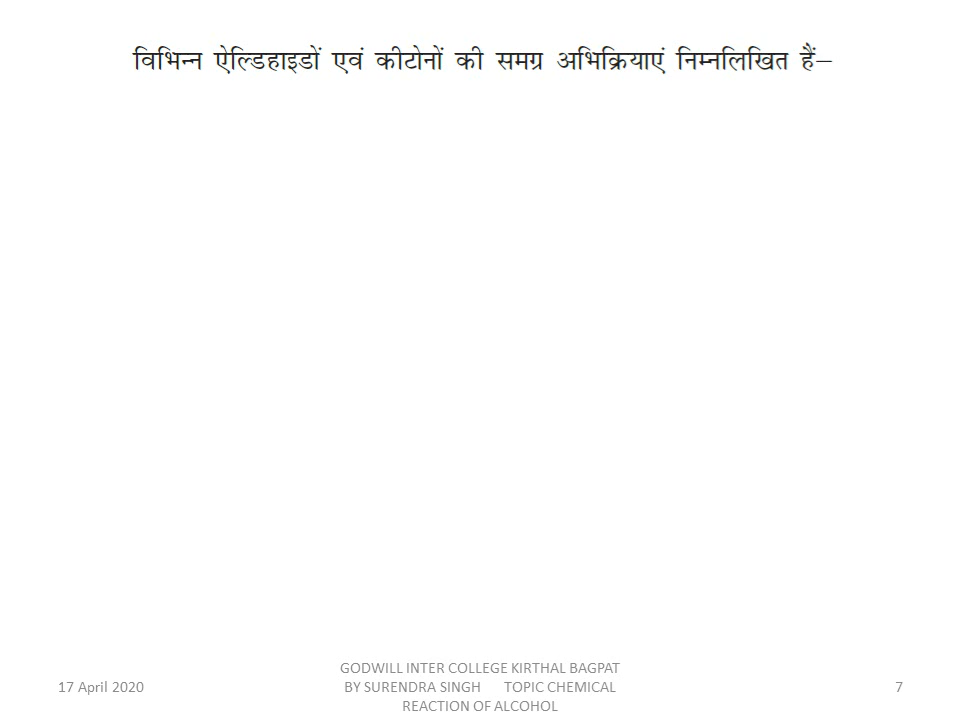 विभिन्न ऐल्डिहाइडों एवं कीटोनों की समग्र अभिक्रियाएं निम्नलिखित हैं–
17 April 2020
GODWILL INTER COLLEGE KIRTHAL BAGPAT
BY SURENDRA SINGH TOPIC CHEMICAL
REACTION OF ALCOHOL
7